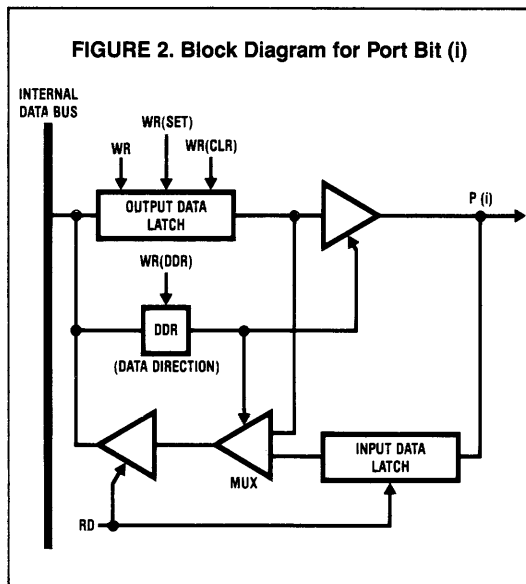 FIGURE 2. Block Diagram for Port Bit (i)
INTERNAL
DATA BUS
WR(SET)
WR
WR(CLR)
P (i)
OUTPUT DATA
LATCH
WR(DDR)
DDR
(DATA DIRECTION)
INPUT DATA
LATCH
MUX
RD